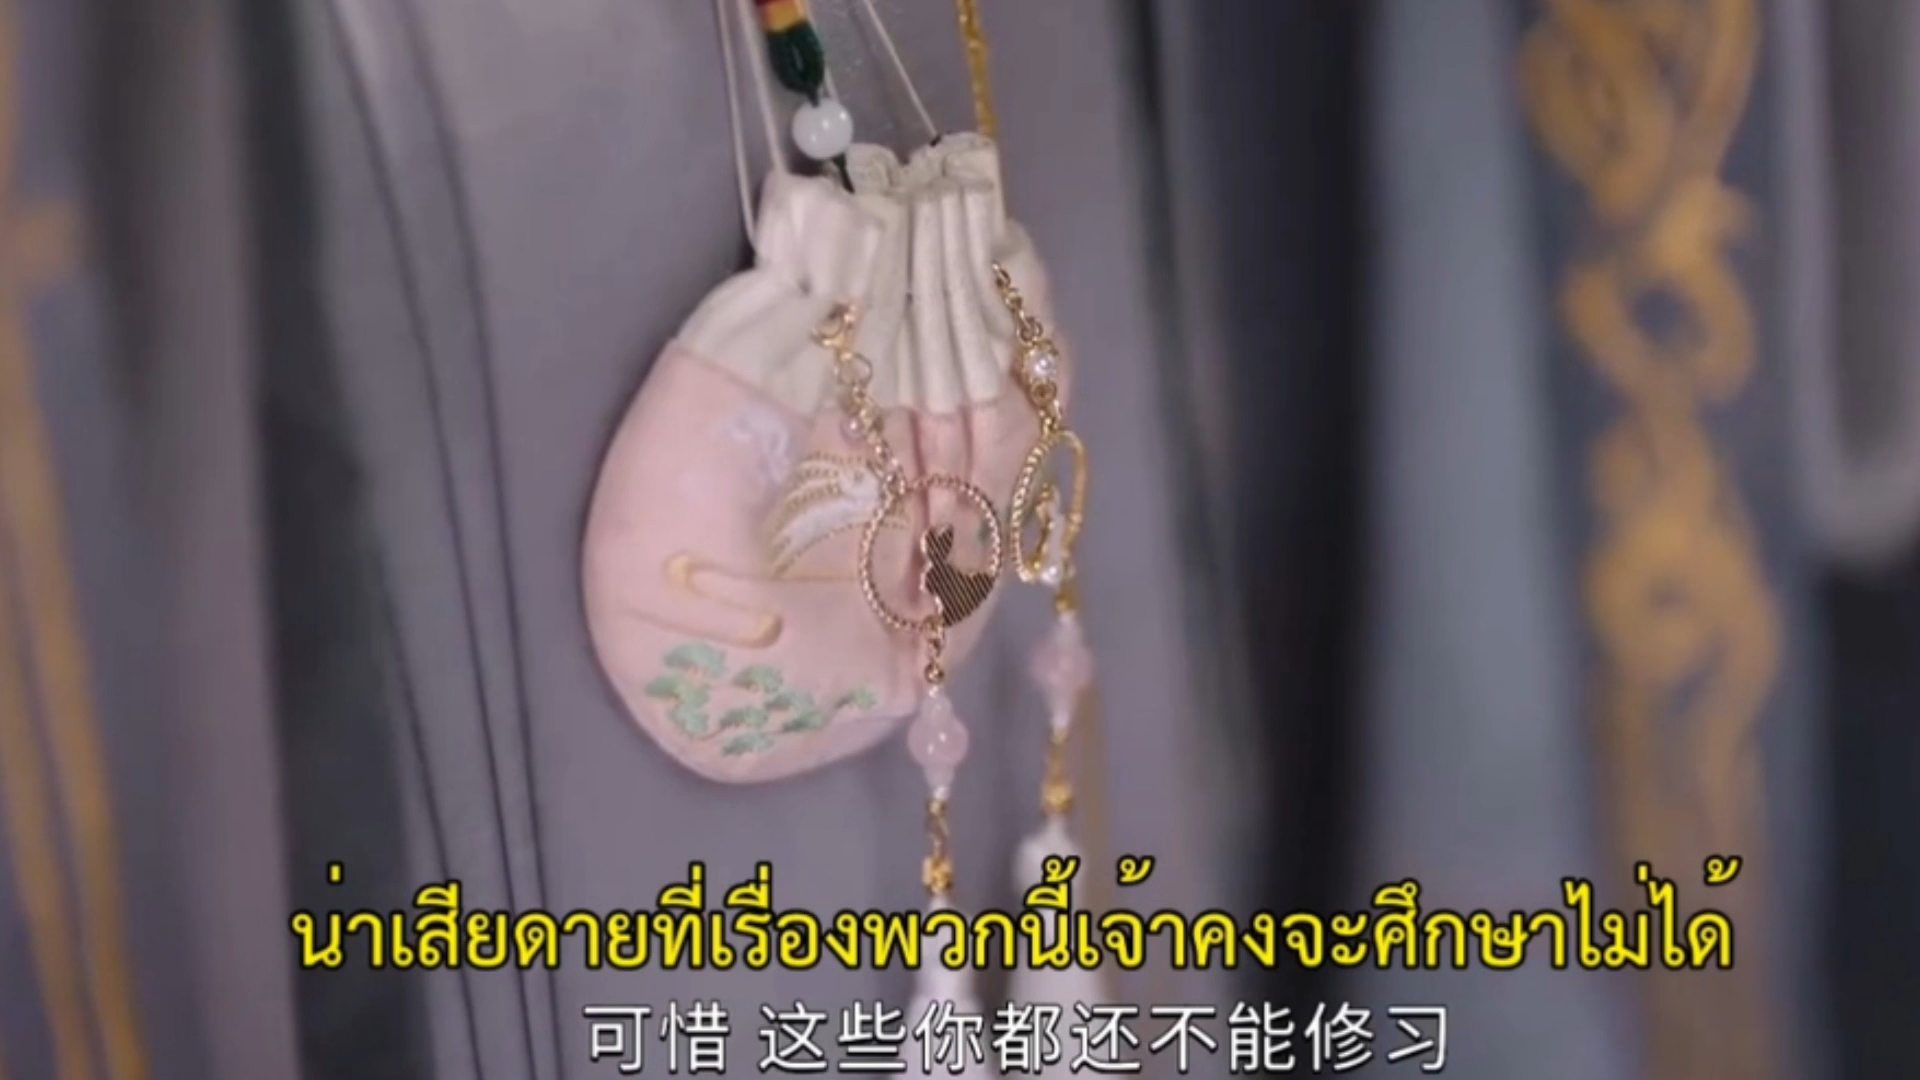 น่าเสียดายที่เรื่องพวกนี้เจ้าคงจะศึกษาไม่ได้
可惜 这些你都还不能修习